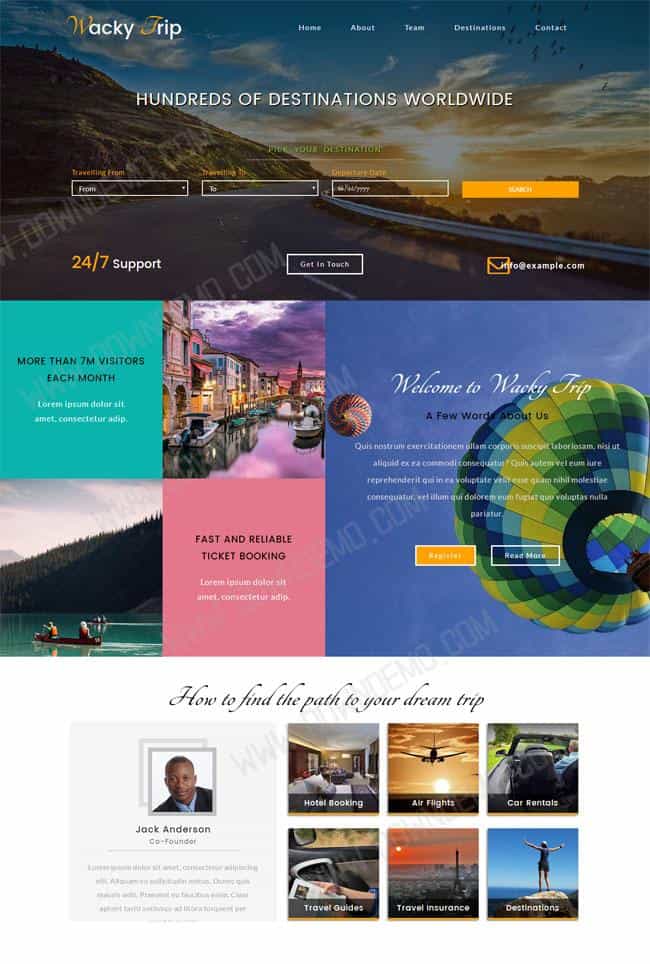 Wacky Trip
Home About Team Destinations Contact
HUNDREDS OF DESTINATIONS WORLDWIDE
PICK YOUR DESTINATION
Travelling From Travelling To Departure Date
From To mm/dd/yyyy SEARCH
24/7 Support
Get In Touch
info@example.com
MORE THAN 7M VISITORS
EACH MONTH
Lorem ipsum dolor sit
amet, consectetur adip.
Welcome to Wacky Trip
A Few Words About Us
Quis nostrum exercitationem ullam corporis suscipit laboriosam, nisi ut
aliquid ex ea commodi consequatur? Quis autem vel eum iure
reprehenderit qui in ea voluptate velit esse quam nihil molestiae
consequatur, vel illum qui dolorem eum fugiat quo voluptas nulla
pariatur.
Register Read More
FAST AND RELIABLE
TICKET BOOKING
Lorem ipsum dolor sit
amet, consectetur adip.
How to find the path to your dream trip
Jack Anderson
Co-Founder
Lorem ipsum dolor sit amet, consectetur adipiscing
elit. Aliquam eu sollicitudin metus. Donec quis
mauris velit. Praesent eu faucibus enim. Class
aptent taciti sociosqu ad litora torquent per
Hotel Booking Air Flights Car Rentals
Travel Guides Travel Insurance Destinations
WWW.DOWNDEMO.COM
WWW.DOWNDEMO.COM